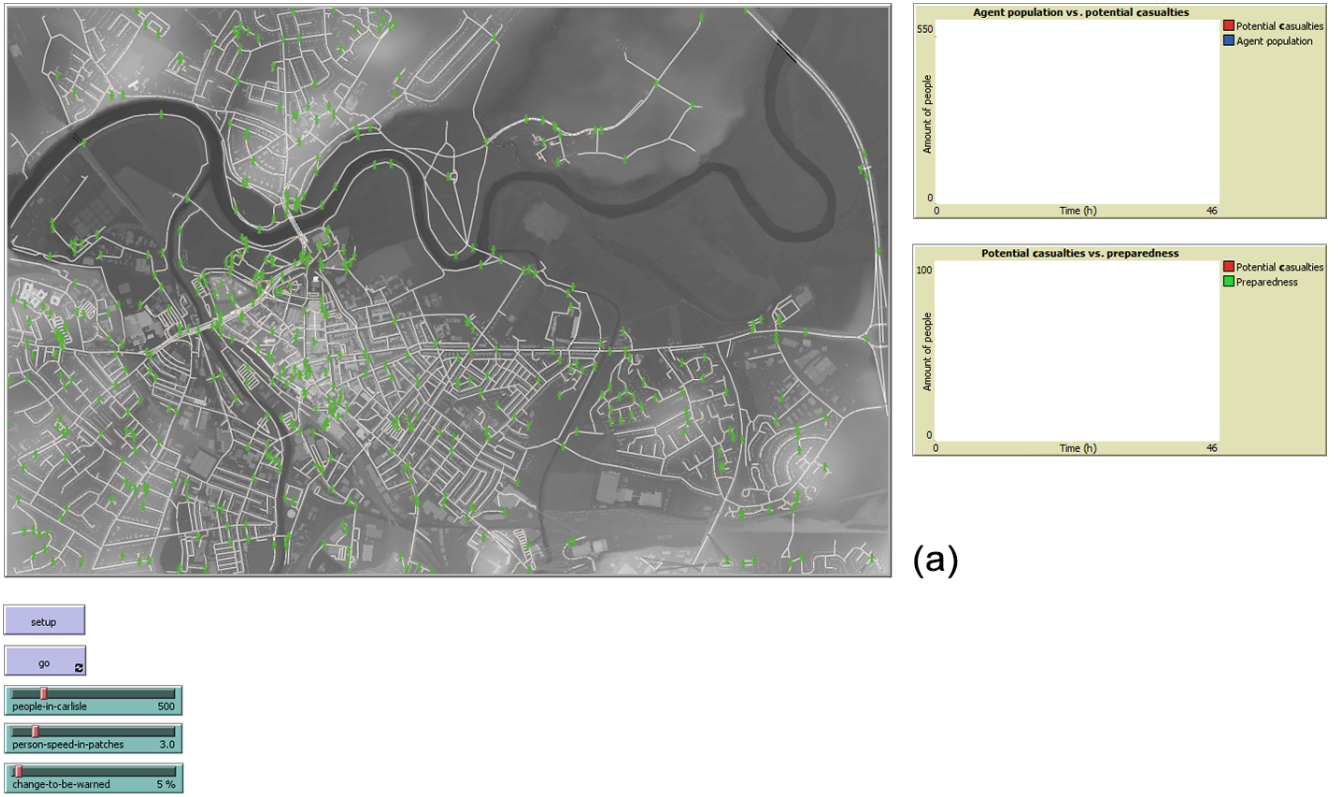 Agent population vs. potential casualties
550
Amount of people
0
0
Time (h)
46
Potential casualties
Agent population
Potential casualties vs. preparedness
100
Amount of people
0
0
Time (h)
46
Potential casualties
Preparedness
(a)
setup
go
people-in-carlisle 500
person-speed-in-patches 3.0
change-to-be-warned 5 %